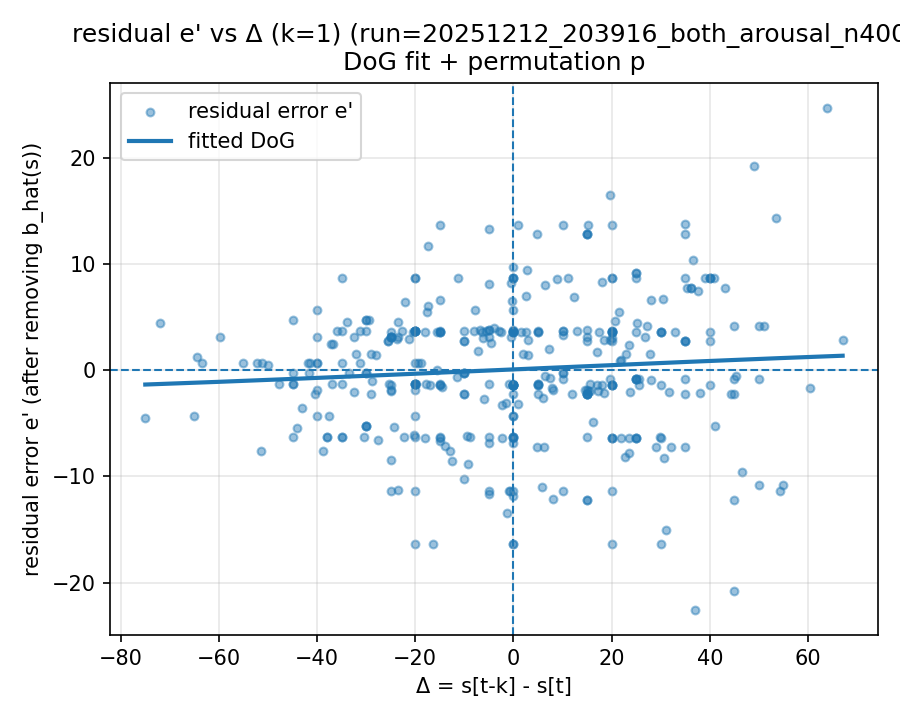 residual e' vs Δ (k=1) (run=20251212_203916_both_arousal_n400
DoG fit + permutation p
residual error e'
fitted DoG
residual error e' (after removing b_hat(s))
20
10
0
−10
−20
−80
−60
−40
−20
0
20
40
60
Δ = s[t-k] - s[t]